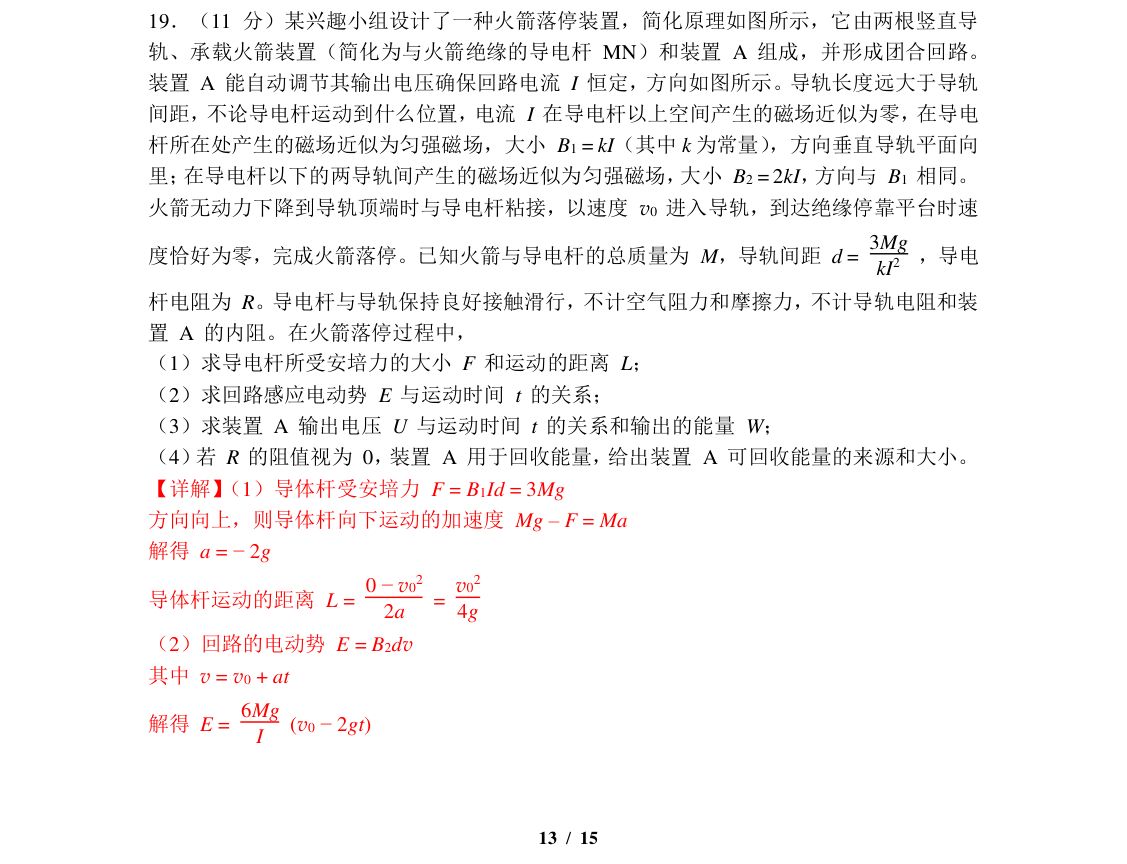 19．（11 分）某兴趣小组设计了一种火箭落停装置，简化原理如图所示，它由两根竖直导
轨、承载火箭装置（简化为与火箭绝缘的导电杆 MN）和装置 A 组成，并形成团合回路。
装置 A 能自动调节其输出电压确保回路电流 I 恒定，方向如图所示。导轨长度远大于导轨
间距，不论导电杆运动到什么位置，电流 I 在导电杆以上空间产生的磁场近似为零，在导电
杆所在处产生的磁场近似为匀强磁场，大小 B₁ = kI（其中 k 为常量），方向垂直导轨平面向
里；在导电杆以下的两导轨间产生的磁场近似为匀强磁场，大小 B₂ = 2kI，方向与 B₁ 相同。
火箭无动力下降到导轨顶端时与导电杆粘接，以速度 v₀ 进入导轨，到达绝缘停靠平台时速
度恰好为零，完成火箭落停。已知火箭与导电杆的总质量为 M，导轨间距 d = 3Mg/kI² ，导电
杆电阻为 R。导电杆与导轨保持良好接触滑行，不计空气阻力和摩擦力，不计导轨电阻和装
置 A 的内阻。在火箭落停过程中，
（1）求导电杆所受安培力的大小 F 和运动的距离 L；
（2）求回路感应电动势 E 与运动时间 t 的关系；
（3）求装置 A 输出电压 U 与运动时间 t 的关系和输出的能量 W；
（4）若 R 的阻值视为 0，装置 A 用于回收能量，给出装置 A 可回收能量的来源和大小。
【详解】（1）导体杆受安培力 F = B₁Id = 3Mg
方向向上，则导体杆向下运动的加速度 Mg – F = Ma
解得 a = − 2g
导体杆运动的距离 L = (0 − v₀²)/2a = v₀²/4g
（2）回路的电动势 E = B₂dv
其中 v = v₀ + at
解得 E = 6Mg/I (v₀ − 2gt)
13 / 15